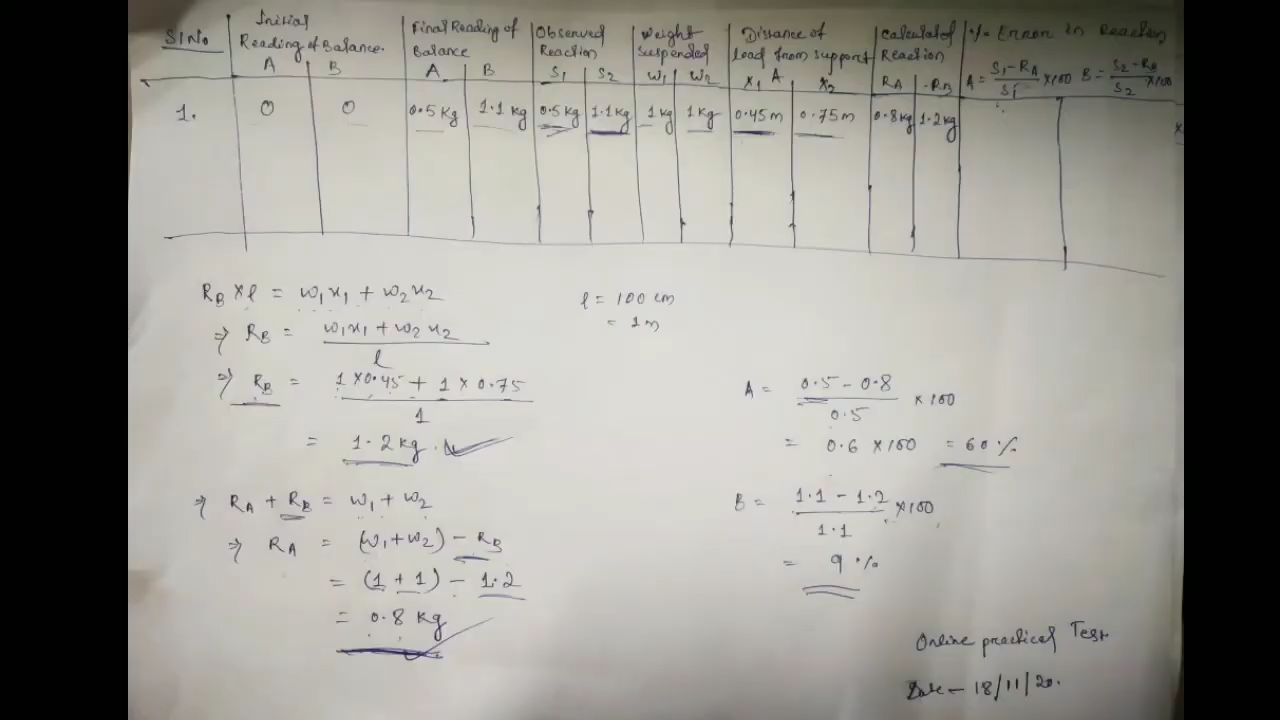 Sl No. Initial Reading of Balance. Final Reading of Balance Observed Reaction Weight Suspended Distance of load from support Calculated Reaction % Error in Reaction
A B A B S₁ S₂ W₁ W₂ x₁ A x₂ RA -RB A = (S₁ - RA)/S₁ ×100 B = (S₂ - RB)/S₂ ×100
1. 0 0 0.5 kg 1.1 kg 0.5 kg 1.1 kg 1 kg 1 kg 0.45 m 0.75 m 0.8 kg 1.2 kg
RB × l = w₁x₁ + w₂x₂
l = 100 cm
= 1 m
⇒ RB = (w₁x₁ + w₂x₂)/l
⇒ RB = (1 × 0.45 + 1 × 0.75)/1
= 1.2 kg.
⇒ RA + RB = w₁ + w₂
⇒ RA = (w₁ + w₂) - RB
= (1 + 1) - 1.2
= 0.8 kg
A = (0.5 - 0.8)/0.5 × 100
= 0.6 × 100 = 60 %
B = (1.1 - 1.2)/1.1 × 100
= 9 %
Online practical Test
Date - 18/11/20.